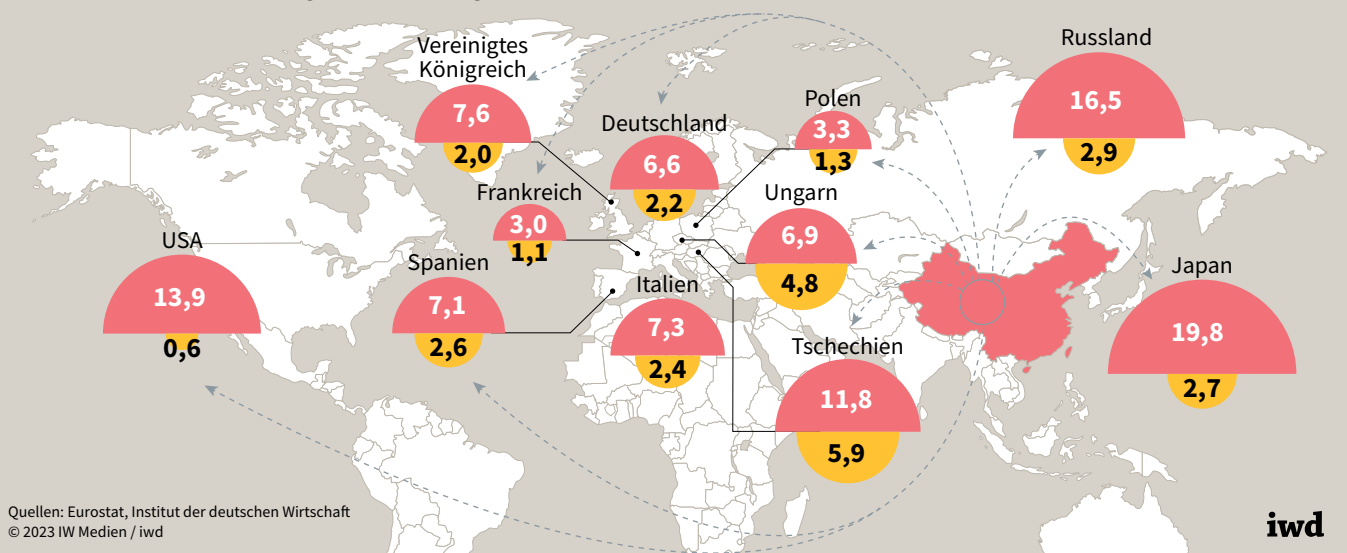 Vereinigtes
Königreich
7,6
2,0
Deutschland
6,6
2,2
Polen
3,3
1,3
Russland
16,5
2,9
Frankreich
3,0
1,1
Ungarn
6,9
4,8
USA
13,9
0,6
Spanien
7,1
2,6
Italien
7,3
2,4
Tschechien
11,8
5,9
Japan
19,8
2,7
Quellen: Eurostat, Institut der deutschen Wirtschaft
© 2023 IW Medien / iwd
iwd